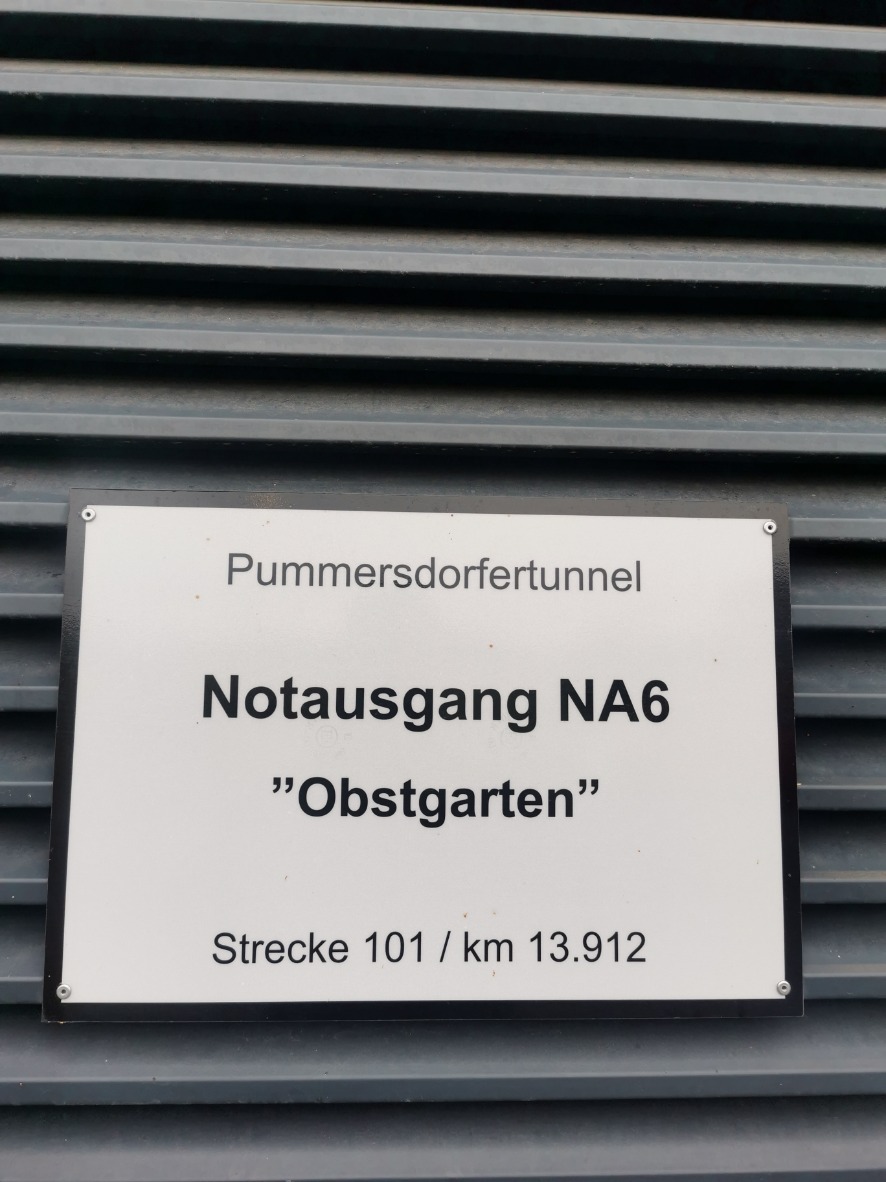 Pummersdorfertunnel
Notausgang NA6
”Obstgarten”
Strecke 101 / km 13.912